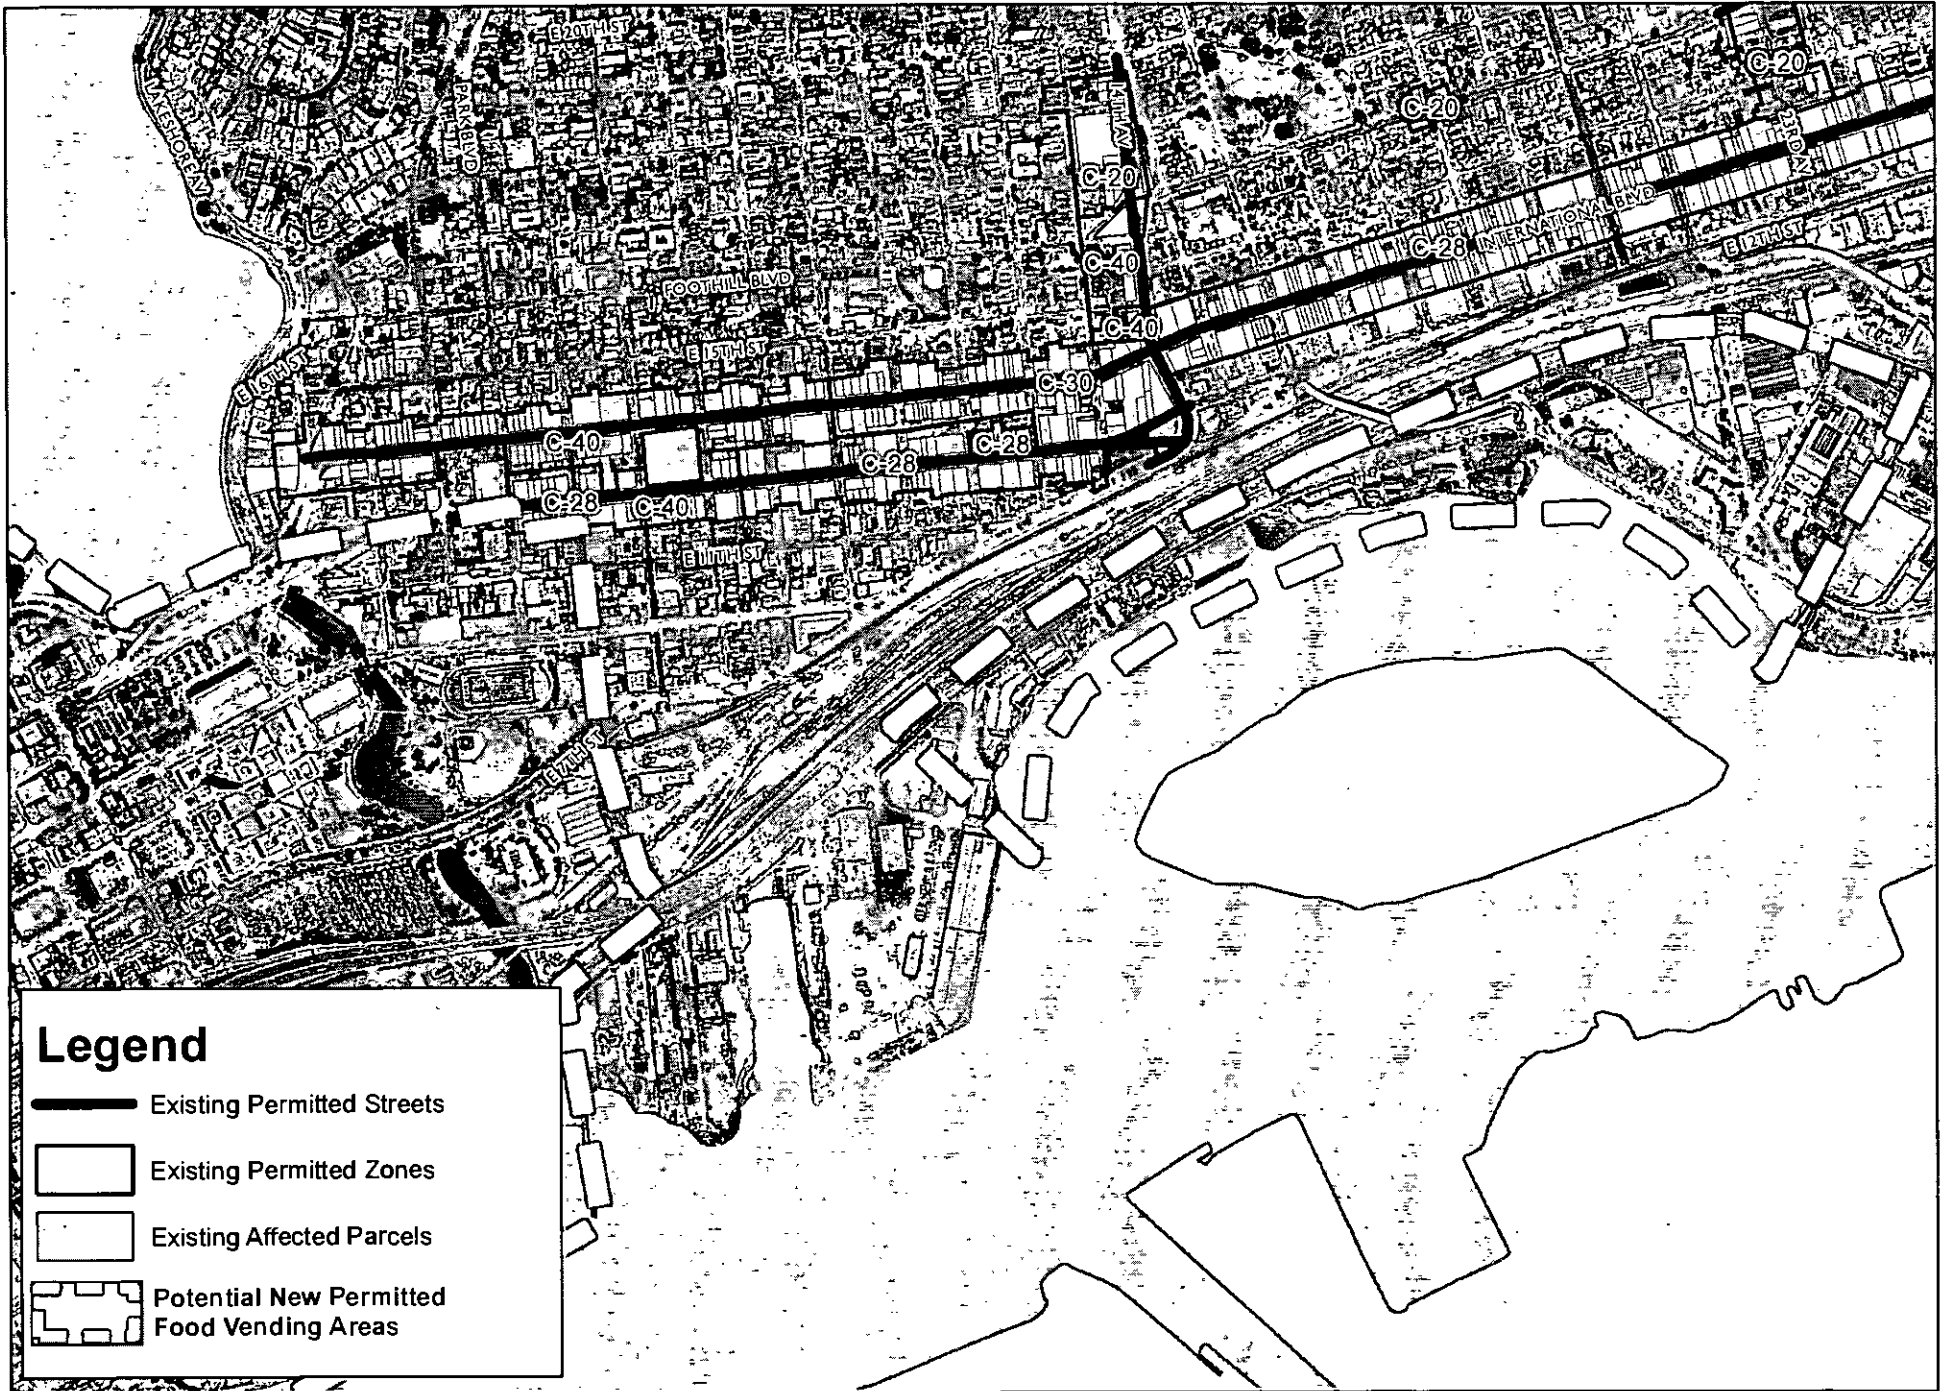 E 20TH ST
C-20
PARK BLVD
C-20
14TH AV
23RD AV
LAKESHORE AV
C-20
INTERNATIONAL BLVD
C-28
E 12TH ST
C-40
FOOTHILL BLVD
C-40
E 15TH ST
E 16TH ST
C-30
C-40
C-28
C-28
C-28
C-40
E 11TH ST
E 7TH ST
Legend
Existing Permitted Streets
Existing Permitted Zones
Existing Affected Parcels
Potential New Permitted
Food Vending Areas